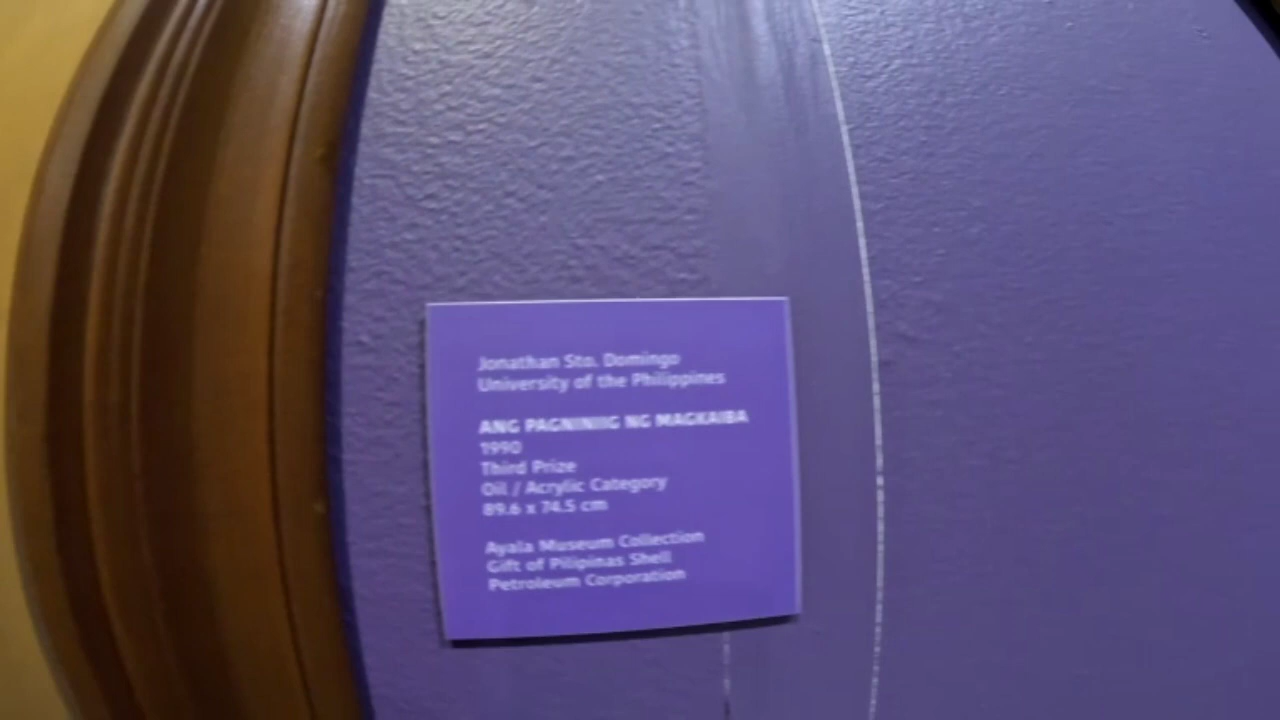 Jonathan Sto. Domingo
University of the Philippines
ANG PAGNINIIG NG MAGKAIBA
1990
Third Prize
Oil / Acrylic Category
89.6 x 74.5 cm
Ayala Museum Collection
Gift of Pilipinas Shell
Petroleum Corporation